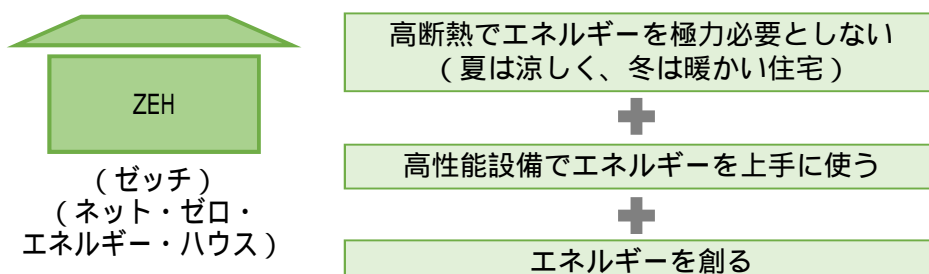 ZEH
(ゼッチ)
(ネット・ゼロ・
エネルギー・ハウス)
高断熱でエネルギーを極力必要としない
(夏は涼しく、冬は暖かい住宅)
高性能設備でエネルギーを上手に使う
エネルギーを創る